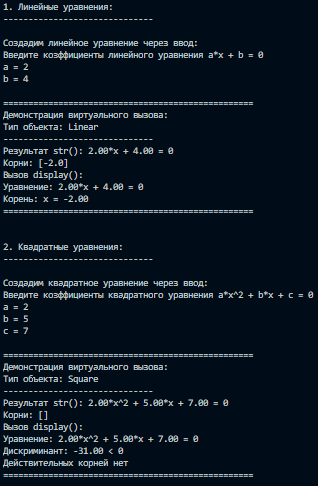 1. Линейные уравнения:
------------------------------
Создадим линейное уравнение через ввод:
Введите коэффициенты линейного уравнения a*x + b = 0
a = 2
b = 4
==================================================
Демонстрация виртуального вызова:
Тип объекта: Linear
------------------------------
Результат str(): 2.00*x + 4.00 = 0
Корни: [-2.0]
Вызов display():
Уравнение: 2.00*x + 4.00 = 0
Корень: x = -2.00
==================================================
2. Квадратные уравнения:
------------------------------
Создадим квадратное уравнение через ввод:
Введите коэффициенты квадратного уравнения a*x^2 + b*x + c = 0
a = 2
b = 5
c = 7
==================================================
Демонстрация виртуального вызова:
Тип объекта: Square
------------------------------
Результат str(): 2.00*x^2 + 5.00*x + 7.00 = 0
Корни: []
Вызов display():
Уравнение: 2.00*x^2 + 5.00*x + 7.00 = 0
Дискриминант: -31.00 < 0
Действительных корней нет
==================================================